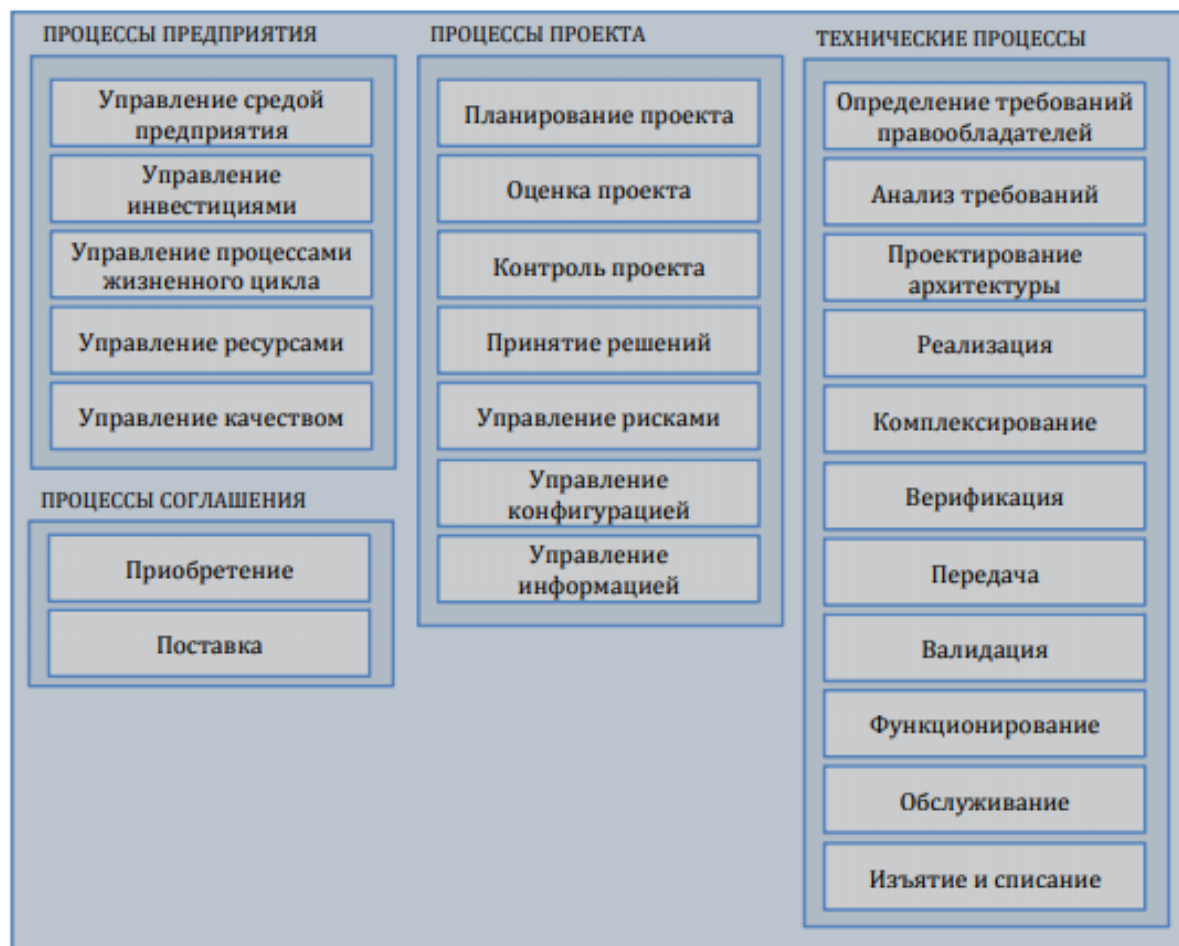 ПРОЦЕССЫ ПРЕДПРИЯТИЯ
Управление средой
предприятия
Управление
инвестициями
Управление процессами
жизненного цикла
Управление ресурсами
Управление качеством
ПРОЦЕССЫ СОГЛАШЕНИЯ
Приобретение
Поставка
ПРОЦЕССЫ ПРОЕКТА
Планирование проекта
Оценка проекта
Контроль проекта
Принятие решений
Управление рисками
Управление
конфигурацией
Управление
информацией
ТЕХНИЧЕСКИЕ ПРОЦЕССЫ
Определение требований
правообладателей
Анализ требований
Проектирование
архитектуры
Реализация
Комплексирование
Верификация
Передача
Валидация
Функционирование
Обслуживание
Изъятие и списание